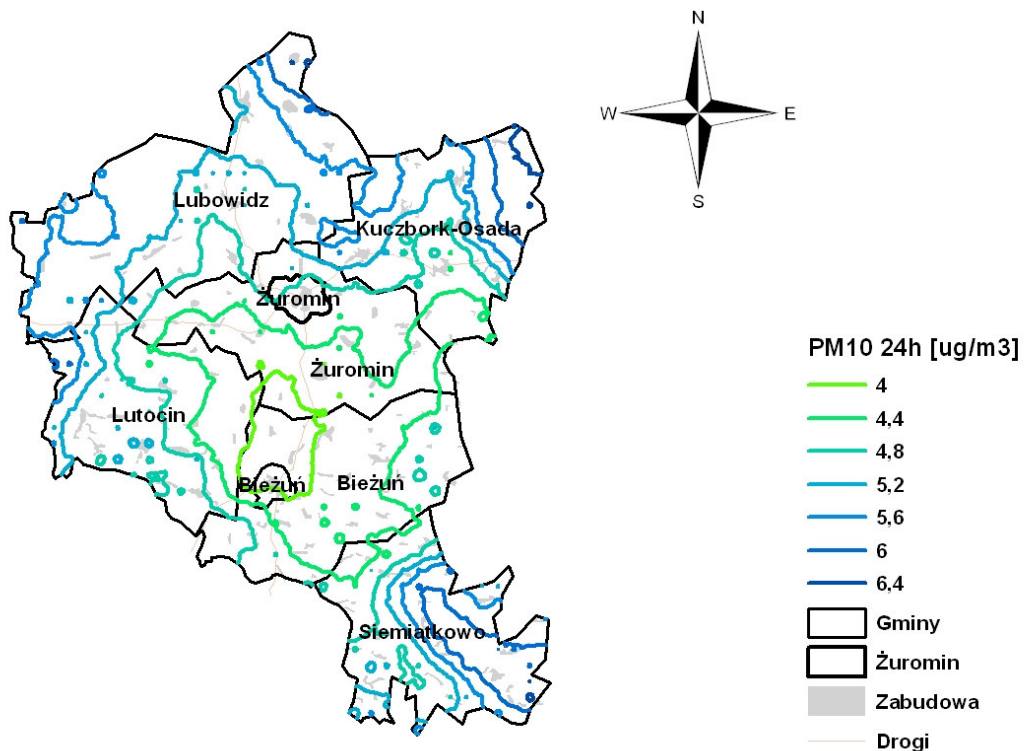 N
W E
S
Lubowidz
Kuczbork-Osada
Żuromin
Żuromin
Lutocin
Bieżuń
Bieżuń
Siemiątkowo
PM10 24h [ug/m3]
4
4,4
4,8
5,2
5,6
6
6,4
Gminy
Żuromin
Zabudowa
Drogi